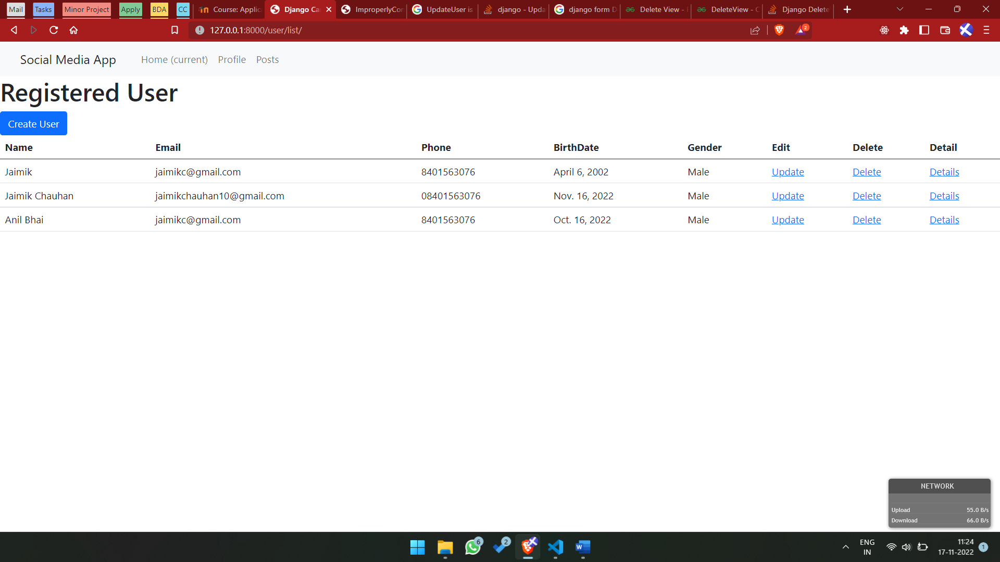 Mail Tasks Minor Project Apply BDA CC Course: Applic Django Ca ImproperlyCon UpdateUser is django - Upda django form D Delete View - DeleteView - C Django Delete
127.0.0.1:8000/user/list/ 2
Social Media App Home (current) Profile Posts
Registered User
Create User
Name Email Phone BirthDate Gender Edit Delete Detail
Jaimik jaimikc@gmail.com 8401563076 April 6, 2002 Male Update Delete Details
Jaimik Chauhan jaimikchauhan10@gmail.com 08401563076 Nov. 16, 2022 Male Update Delete Details
Anil Bhai jaimikc@gmail.com 8401563076 Oct. 16, 2022 Male Update Delete Details
NETWORK
Upload 55.0 B/s
Download 66.0 B/s
6 2 ENG 11:24
IN 17-11-2022 1